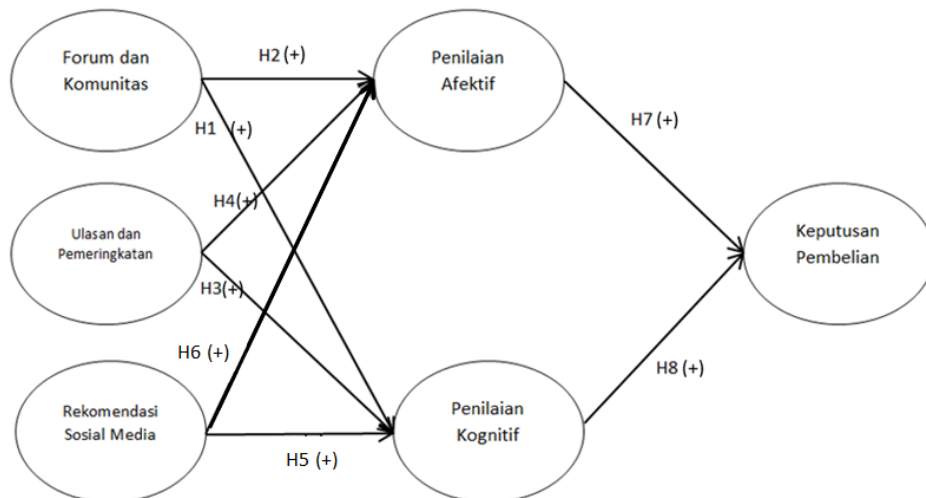 Forum dan
Komunitas
H2 (+)
Penilaian
Afektif
H1 (+)
H7 (+)
H4(+)
Ulasan dan
Pemeringkatan
Keputusan
Pembelian
H3(+)
H6 (+)
H8 (+)
Rekomendasi
Sosial Media
Penilaian
Kognitif
H5 (+)